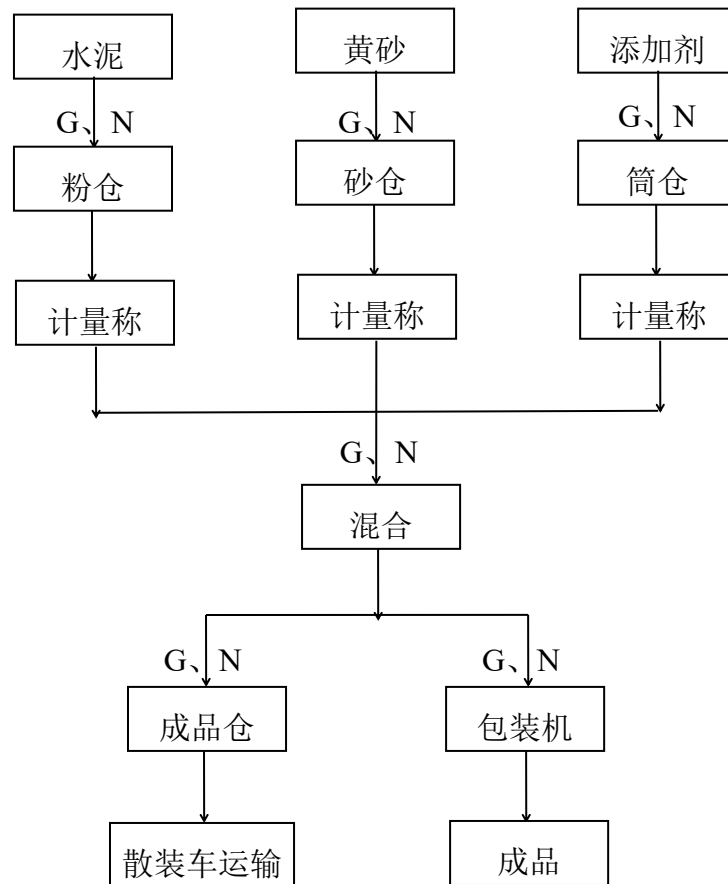 水泥 黄砂 添加剂
G、N G、N G、N
粉仓 砂仓 筒仓
计量称 计量称 计量称
G、N
混合
G、N G、N
成品仓 包装机
散装车运输 成品